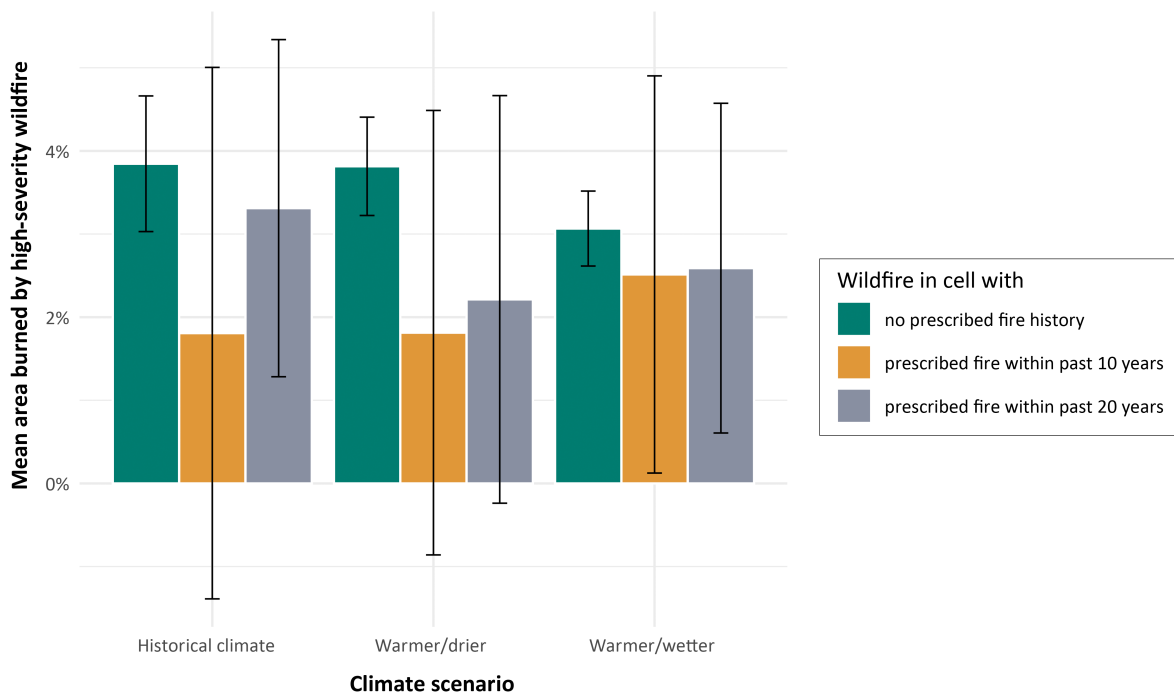 Mean area burned by high-severity wildfire
4%
2%
0%
Historical climate
Warmer/drier
Warmer/wetter
Climate scenario
Wildfire in cell with
no prescribed fire history
prescribed fire within past 10 years
prescribed fire within past 20 years